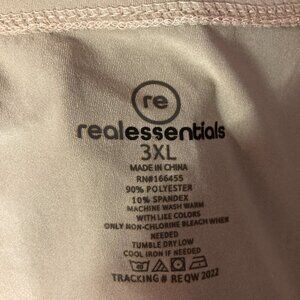 re
realessentials
3XL
MADE IN CHINA
RN#166455
90% POLYESTER
10% SPANDEX
MACHINE WASH WARM
WITH LIKE COLORS
ONLY NON-CHLORINE BLEACH WHEN
NEEDED
TUMBLE DRY LOW
COOL IRON IF NEEDED
TRACKING # REQW 2022